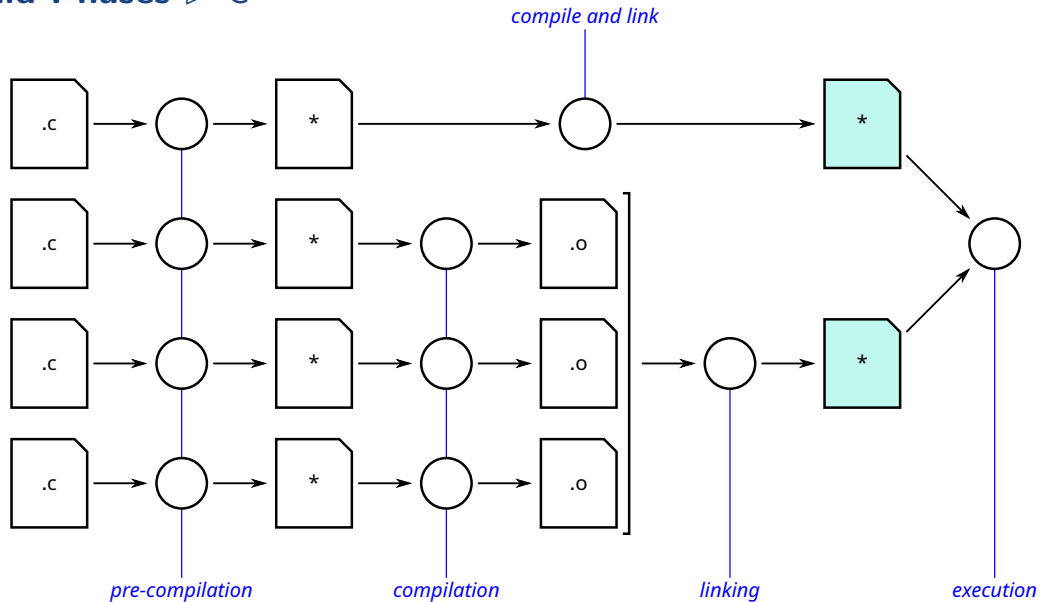 compile and link
.c
*
*
.c
*
.o
.c
*
.o
*
.c
*
.o
pre-compilation
compilation
linking
execution